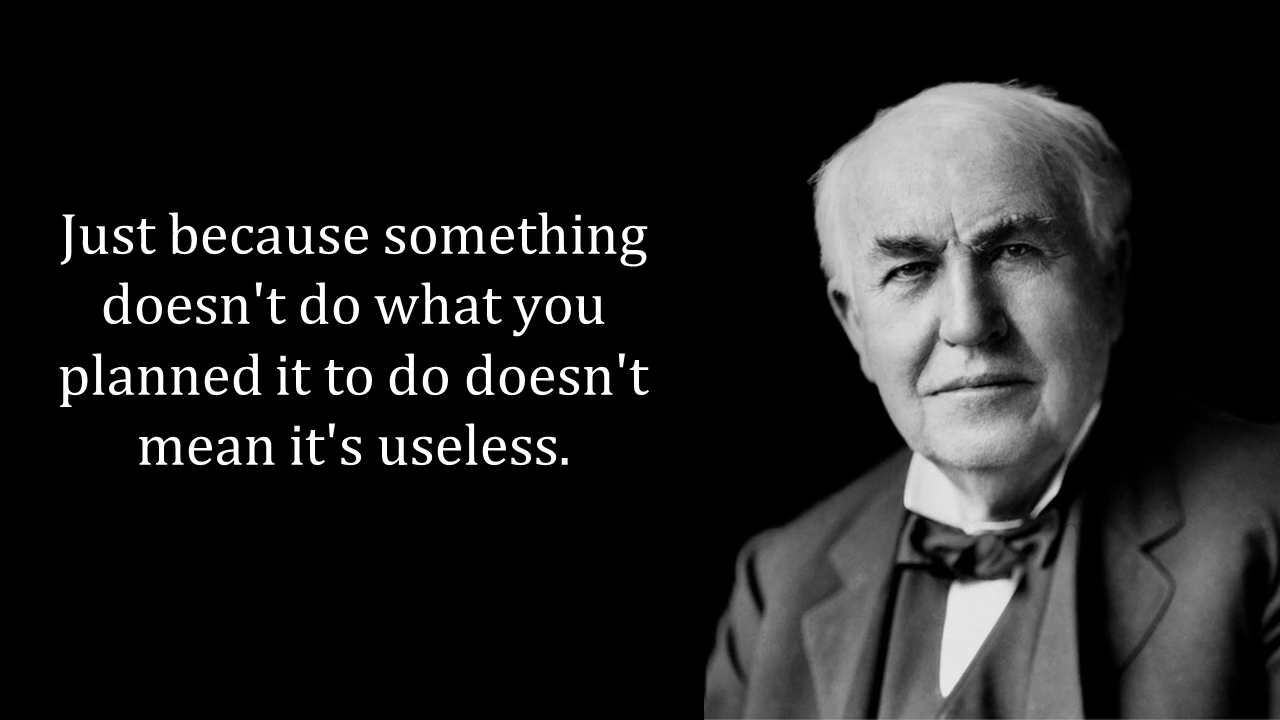 Just because something
doesn't do what you
planned it to do doesn't
mean it's useless.